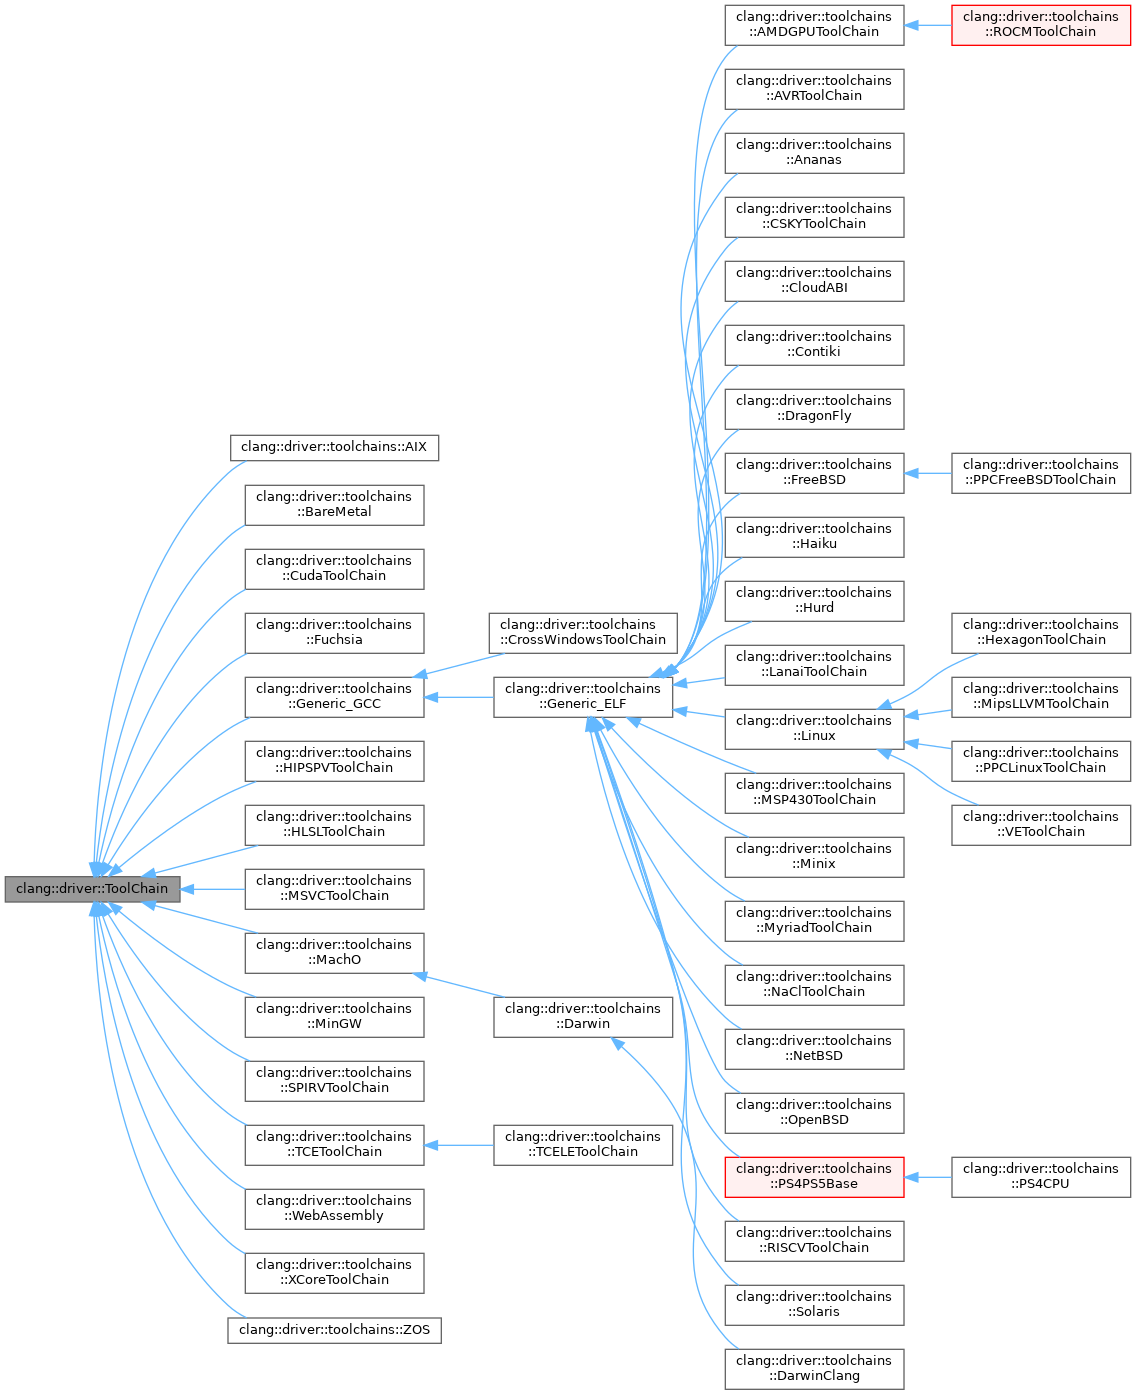 clang::driver::ToolChain
clang::driver::toolchains::AIX
clang::driver::toolchains
::BareMetal
clang::driver::toolchains
::CudaToolChain
clang::driver::toolchains
::Fuchsia
clang::driver::toolchains
::Generic_GCC
clang::driver::toolchains
::HIPSPVToolChain
clang::driver::toolchains
::HLSLToolChain
clang::driver::toolchains
::MSVCToolChain
clang::driver::toolchains
::MachO
clang::driver::toolchains
::MinGW
clang::driver::toolchains
::SPIRVToolChain
clang::driver::toolchains
::TCEToolChain
clang::driver::toolchains
::WebAssembly
clang::driver::toolchains
::XCoreToolChain
clang::driver::toolchains::ZOS
clang::driver::toolchains
::CrossWindowsToolChain
clang::driver::toolchains
::Generic_ELF
clang::driver::toolchains
::Darwin
clang::driver::toolchains
::TCELEToolChain
clang::driver::toolchains
::AMDGPUToolChain
clang::driver::toolchains
::AVRToolChain
clang::driver::toolchains
::Ananas
clang::driver::toolchains
::CSKYToolChain
clang::driver::toolchains
::CloudABI
clang::driver::toolchains
::Contiki
clang::driver::toolchains
::DragonFly
clang::driver::toolchains
::FreeBSD
clang::driver::toolchains
::Haiku
clang::driver::toolchains
::Hurd
clang::driver::toolchains
::LanaiToolChain
clang::driver::toolchains
::Linux
clang::driver::toolchains
::MSP430ToolChain
clang::driver::toolchains
::Minix
clang::driver::toolchains
::MyriadToolChain
clang::driver::toolchains
::NaClToolChain
clang::driver::toolchains
::NetBSD
clang::driver::toolchains
::OpenBSD
clang::driver::toolchains
::PS4PS5Base
clang::driver::toolchains
::RISCVToolChain
clang::driver::toolchains
::Solaris
clang::driver::toolchains
::DarwinClang
clang::driver::toolchains
::ROCMToolChain
clang::driver::toolchains
::PPCFreeBSDToolChain
clang::driver::toolchains
::HexagonToolChain
clang::driver::toolchains
::MipsLLVMToolChain
clang::driver::toolchains
::PPCLinuxToolChain
clang::driver::toolchains
::VEToolChain
clang::driver::toolchains
::PS4CPU